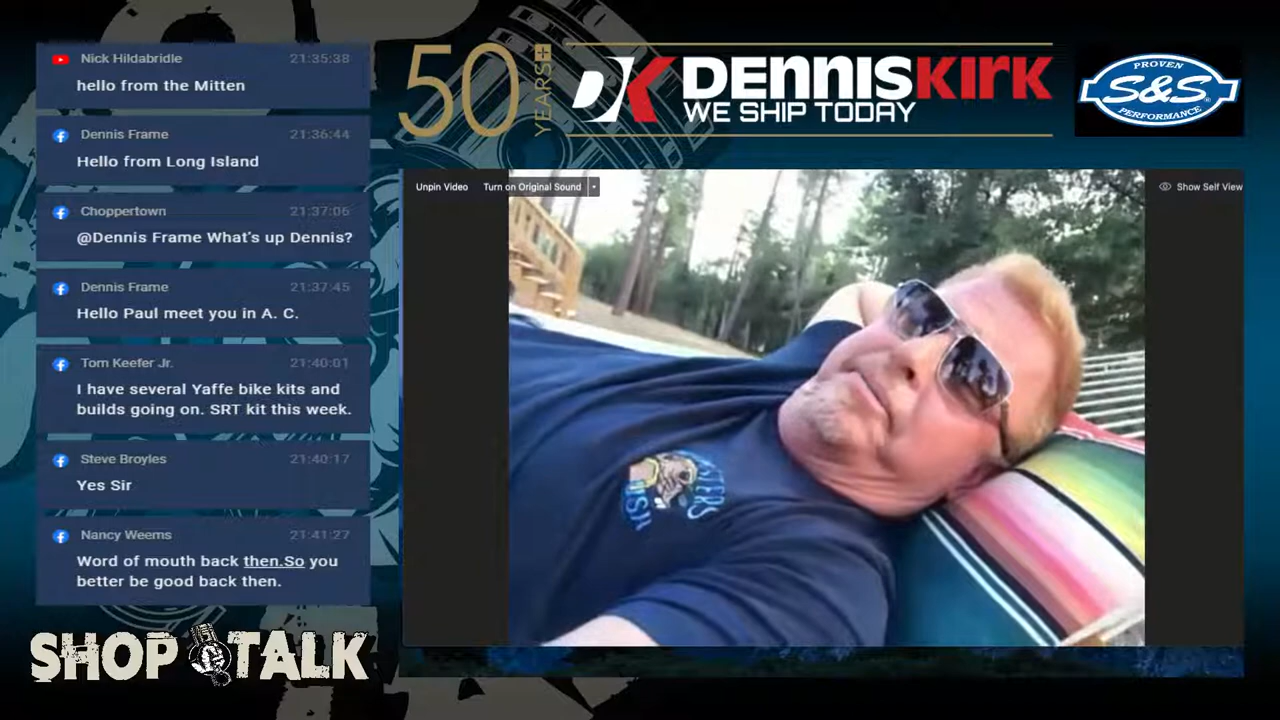 Nick Hildabridle 21:35:38
hello from the Mitten
Dennis Frame 21:36:44
Hello from Long Island
Choppertown 21:37:06
@Dennis Frame What's up Dennis?
Dennis Frame 21:37:45
Hello Paul meet you in A. C.
Tom Keefer Jr. 21:40:01
I have several Yaffe bike kits and
builds going on. SRT kit this week.
Steve Broyles 21:40:17
Yes Sir
Nancy Weems 21:41:27
Word of mouth back then.So you
better be good back then.
SHOP TALK
50 YEARS+
DK DENNIS KIRK
WE SHIP TODAY
PROVEN
S&S®
PERFORMANCE
Unpin Video Turn on Original Sound
Show Self View